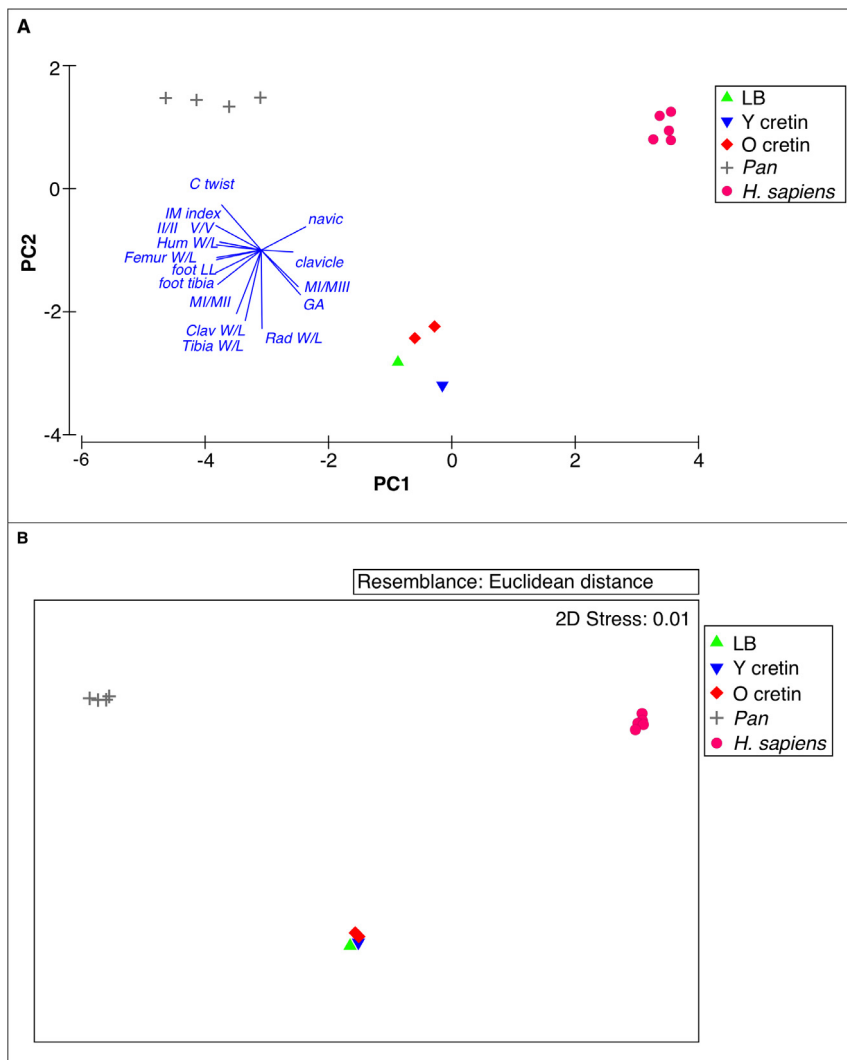 A
2
0
-2
-4
PC2
-6
-4
-2
0
2
4
PC1
C twist
IM index
II/II V/V
Hum W/L
Femur W/L
foot LL
foot tibia
MI/MII
Clav W/L
Tibia W/L
Rad W/L
navic
clavicle
MI/MIII
GA
LB
Y cretin
O cretin
Pan
H. sapiens
B
Resemblance: Euclidean distance
2D Stress: 0.01
LB
Y cretin
O cretin
Pan
H. sapiens